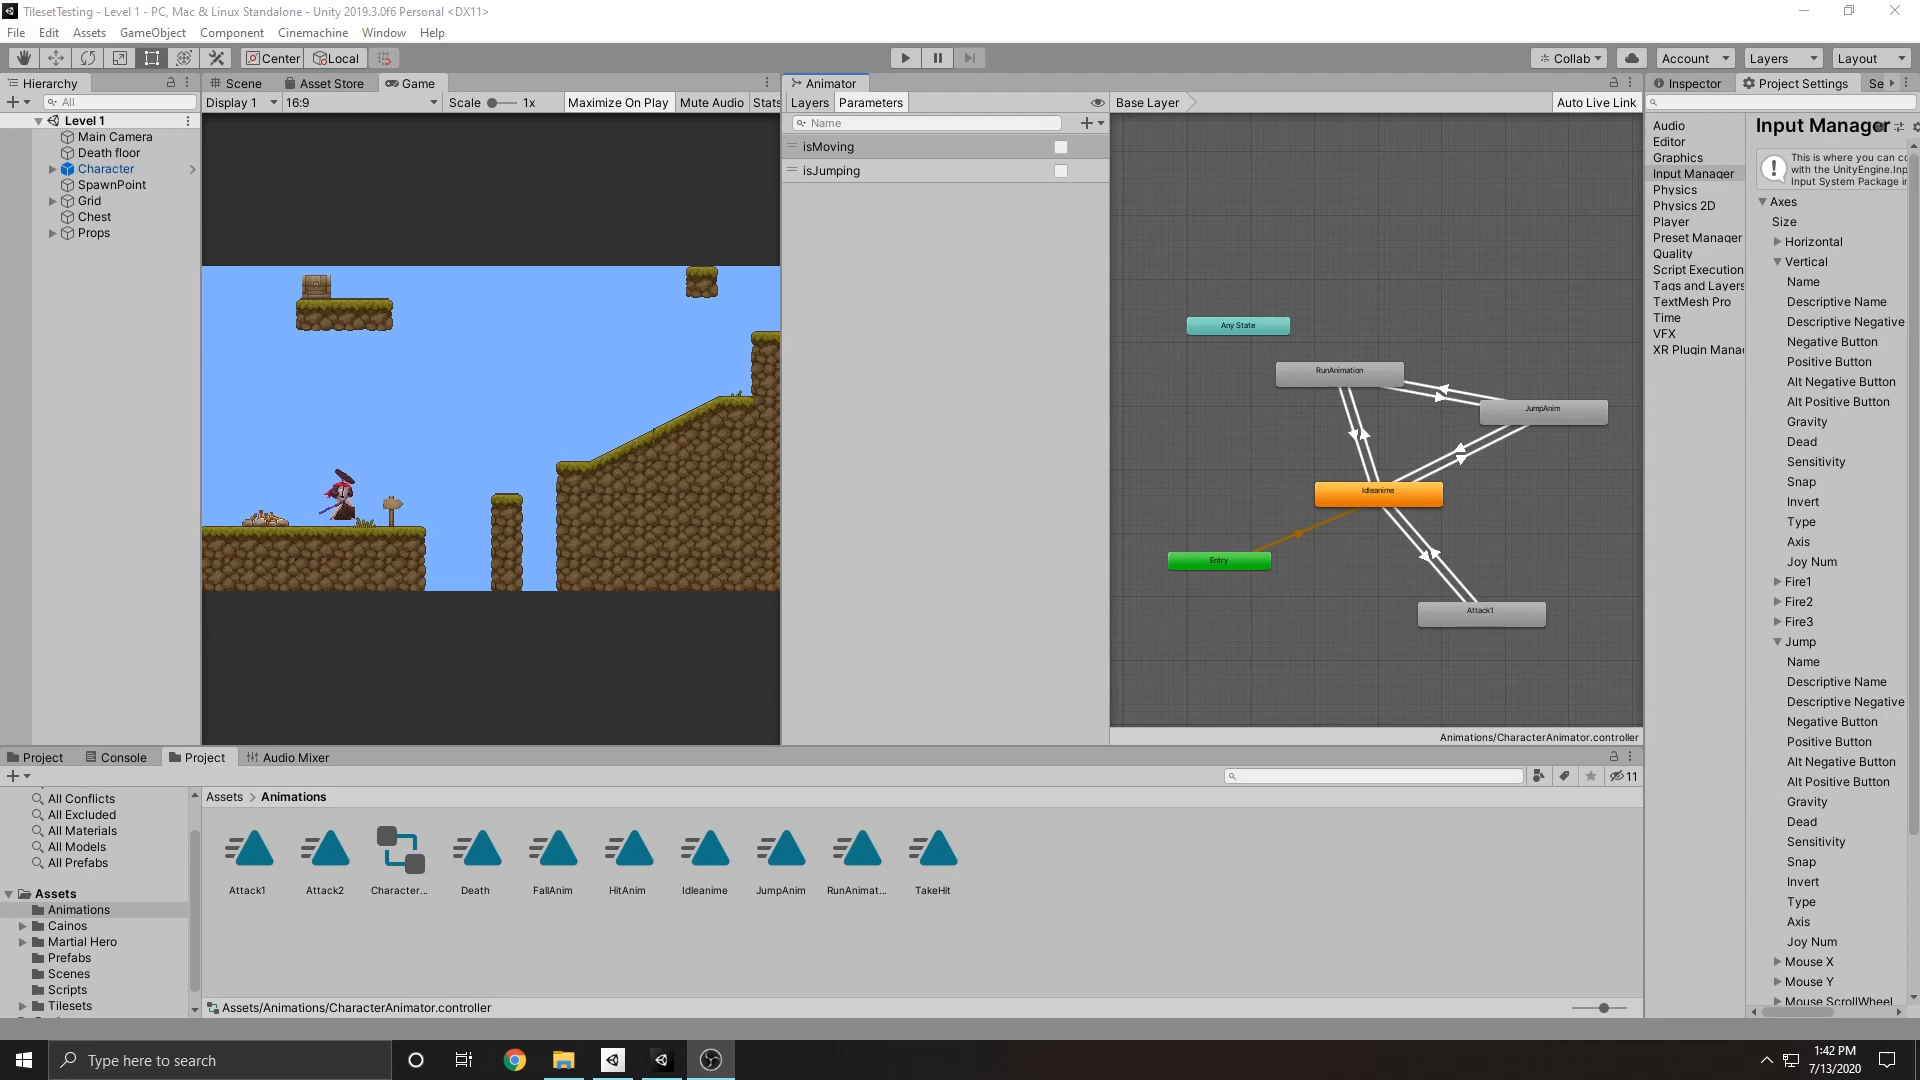 TilesetTesting - Level 1 - PC, Mac & Linux Standalone - Unity 2019.3.0f6 Personal <DX11>
File Edit Assets GameObject Component Cinemachine Window Help
Center Local Collab Account Layers Layout
Hierarchy
All
Level 1
Main Camera
Death floor
Character
SpawnPoint
Grid
Chest
Props
Scene Asset Store Game
Display 1 16:9 Scale 1x Maximize On Play Mute Audio Stats
Animator
Layers Parameters
Name
isMoving
isJumping
Base Layer Auto Live Link
Any State
RunAnimation
JumpAnim
Idleanime
Entry
Attack1
Animations/CharacterAnimator.controller
Inspector Project Settings Se
Audio
Editor
Graphics
Input Manager
Physics
Physics 2D
Player
Preset Manager
Quality
Script Execution
Tags and Layers
TextMesh Pro
Time
VFX
XR Plugin Mana
Input Manager
This is where you can co
with the UnityEngine.Inp
Input System Package in
Axes
Size
Horizontal
Vertical
Name
Descriptive Name
Descriptive Negative
Negative Button
Positive Button
Alt Negative Button
Alt Positive Button
Gravity
Dead
Sensitivity
Snap
Invert
Type
Axis
Joy Num
Fire1
Fire2
Fire3
Jump
Name
Descriptive Name
Descriptive Negative
Negative Button
Positive Button
Alt Negative Button
Alt Positive Button
Gravity
Dead
Sensitivity
Snap
Invert
Type
Axis
Joy Num
Mouse X
Mouse Y
Mouse ScrollWheel
Project Console Project Audio Mixer
11
All Conflicts
All Excluded
All Materials
All Models
All Prefabs
Assets
Animations
Cainos
Martial Hero
Prefabs
Scenes
Scripts
Tilesets
Assets > Animations
Attack1 Attack2 Character... Death FallAnim HitAnim Idleanime JumpAnim RunAnimat... TakeHit
Assets/Animations/CharacterAnimator.controller
Type here to search
1:42 PM
7/13/2020